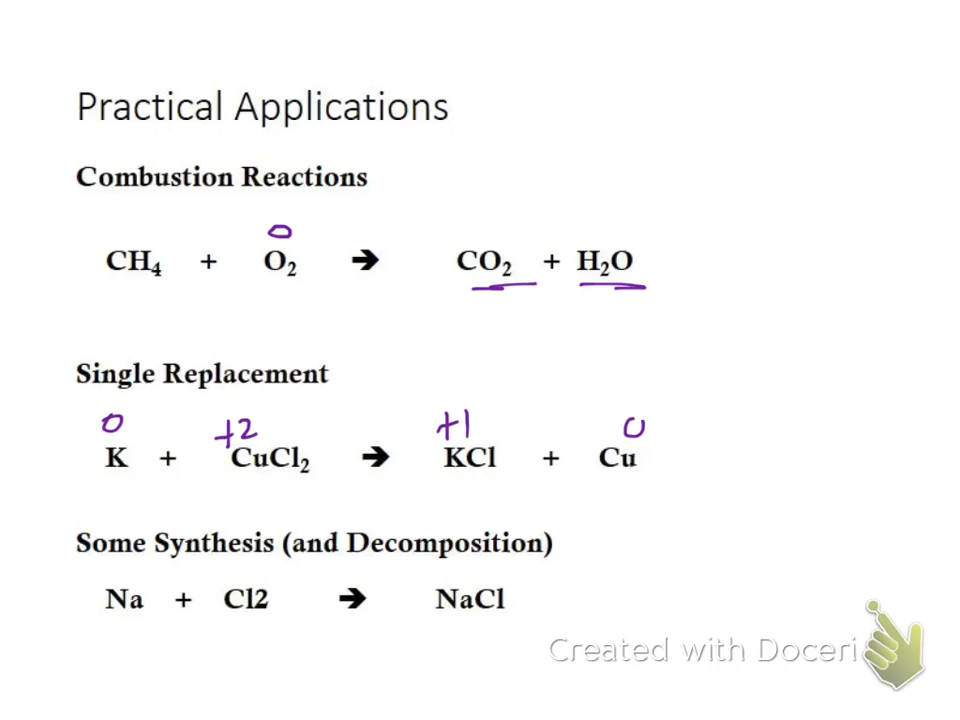 Practical Applications
Combustion Reactions
0
CH₄ + O₂ ➔ CO₂ + H₂O
Single Replacement
0 +2 +1 0
K + CuCl₂ ➔ KCl + Cu
Some Synthesis (and Decomposition)
Na + Cl2 ➔ NaCl
Created with Doceri